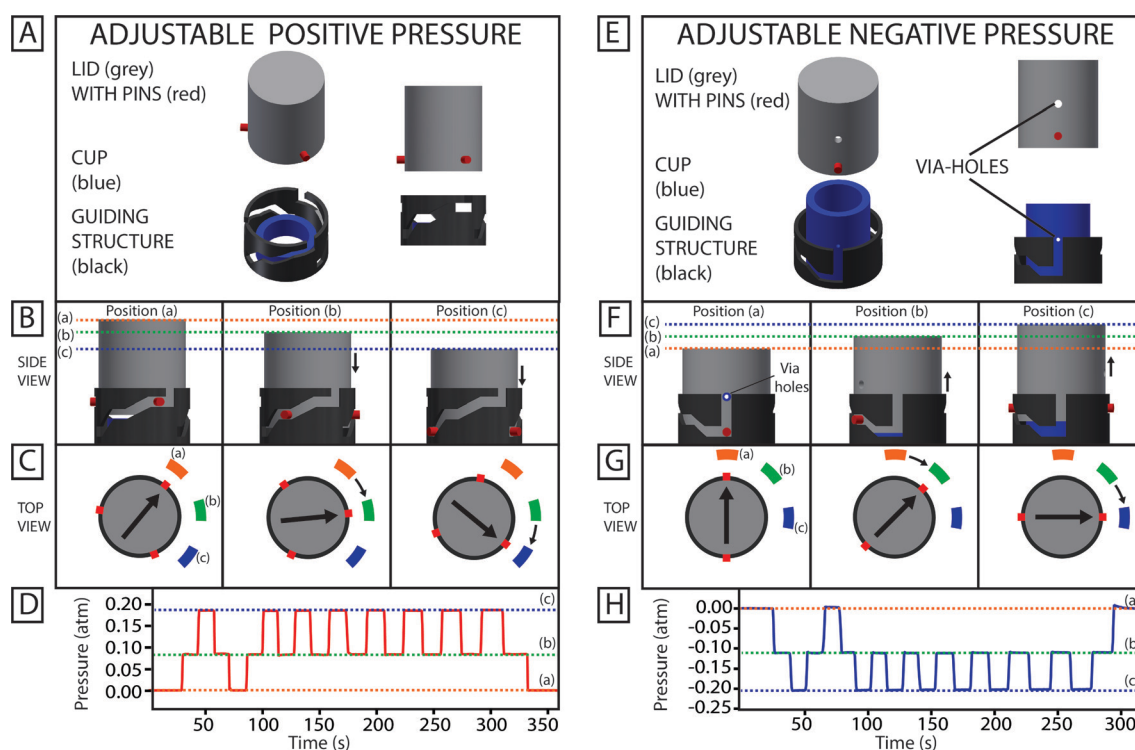 A
ADJUSTABLE POSITIVE PRESSURE
LID (grey)
WITH PINS (red)
CUP
(blue)
GUIDING
STRUCTURE
(black)
B
SIDE
VIEW
(a)
(b)
(c)
Position (a)
Position (b)
Position (c)
C
TOP
VIEW
(a)
(b)
(c)
D
Pressure (atm)
0.20
0.15
0.10
0.05
0.00
(c)
(b)
(a)
50
100
150
200
250
300
350
Time (s)
E
ADJUSTABLE NEGATIVE PRESSURE
LID (grey)
WITH PINS (red)
CUP
(blue)
VIA-HOLES
GUIDING
STRUCTURE
(black)
F
SIDE
VIEW
(c)
(b)
(a)
Position (a)
Position (b)
Position (c)
Via
holes
G
TOP
VIEW
(a)
(b)
(c)
H
Pressure (atm)
0.00
-0.05
-0.10
-0.15
-0.20
-0.25
(a)
(b)
(c)
50
100
150
200
250
300
Time (s)